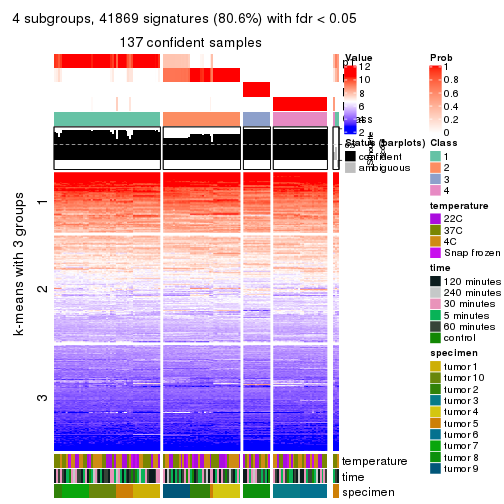 4 subgroups, 41869 signatures (80.6%) with fdr < 0.05
137 confident samples
k-means with 3 groups
1
2
3
Value
12
10
8
6
4
2
Class
Status (barplots)
confident
ambiguous
Silhouette
score
Prob
1
0.8
0.6
0.4
0.2
0
Class
1
2
3
4
temperature
22C
37C
4C
Snap frozen
time
120 minutes
240 minutes
30 minutes
5 minutes
60 minutes
control
specimen
tumor 1
tumor 10
tumor 2
tumor 3
tumor 4
tumor 5
tumor 6
tumor 7
tumor 8
tumor 9
temperature
time
specimen